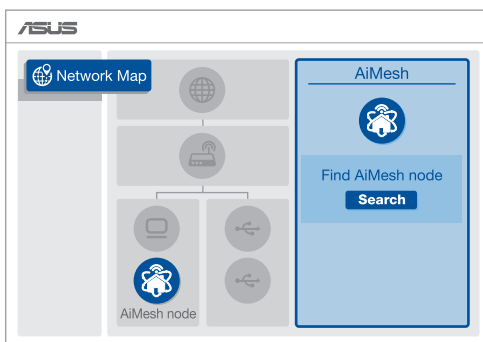 ASUS
Network Map
AiMesh
Find AiMesh node
Search
AiMesh node